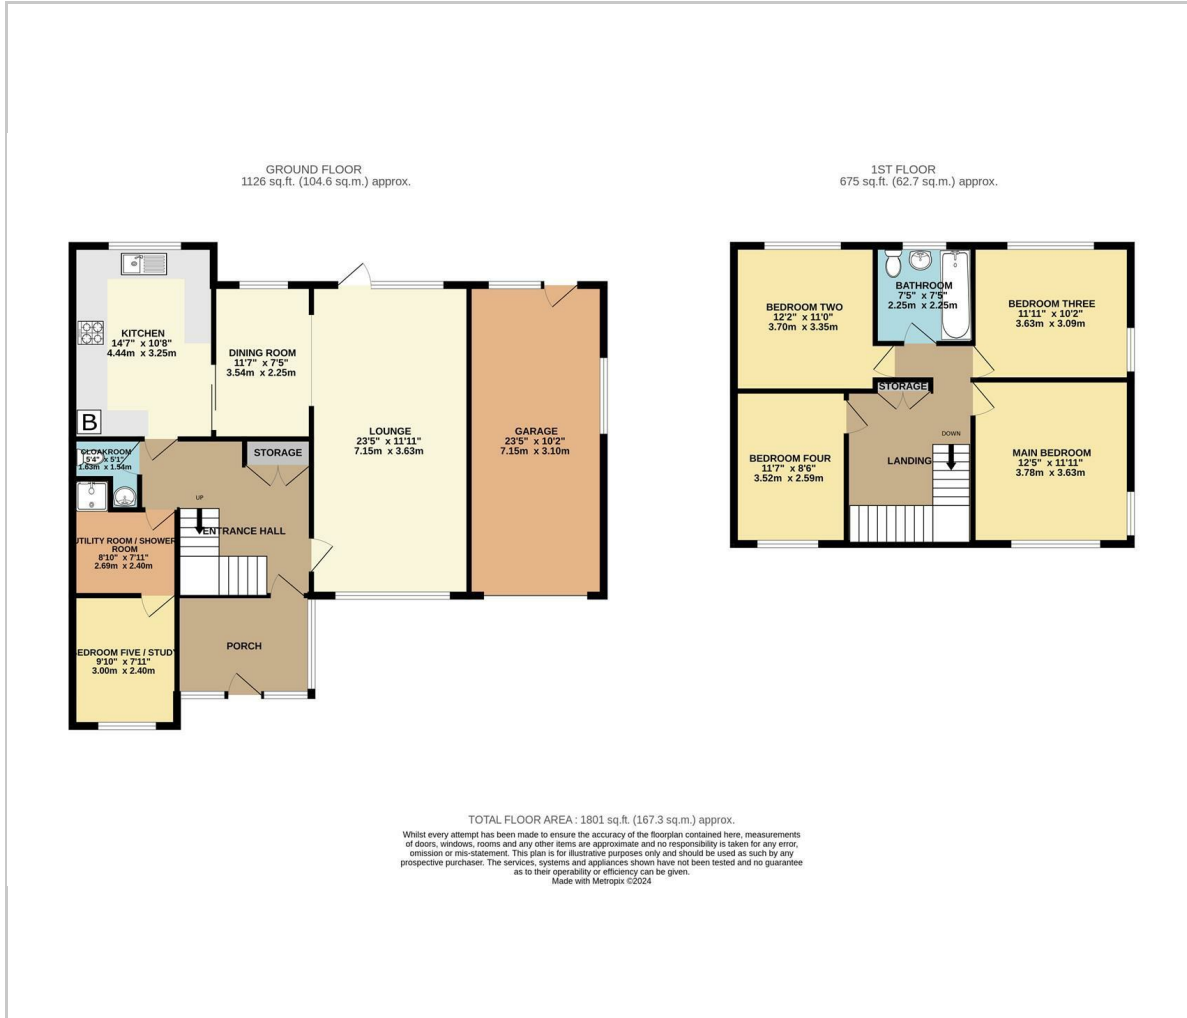 GROUND FLOOR
1126 sq.ft. (104.6 sq.m.) approx.
KITCHEN
14'7" x 10'8"
4.44m x 3.25m
B
DINING ROOM
11'7" x 7'5"
3.54m x 2.25m
LOUNGE
23'5" x 11'11"
7.15m x 3.63m
GARAGE
23'5" x 10'2"
7.15m x 3.10m
CLOAKROOM
5'4" x 5'1"
1.63m x 1.54m
STORAGE
UP
ENTRANCE HALL
UTILITY ROOM / SHOWER
ROOM
8'10" x 7'11"
2.69m x 2.40m
BEDROOM FIVE / STUDY
9'10" x 7'11"
3.00m x 2.40m
PORCH
1ST FLOOR
675 sq.ft. (62.7 sq.m.) approx.
BEDROOM TWO
12'2" x 11'0"
3.70m x 3.35m
BATHROOM
7'5" x 7'5"
2.25m x 2.25m
BEDROOM THREE
11'11" x 10'2"
3.63m x 3.09m
STORAGE
DOWN
LANDING
BEDROOM FOUR
11'7" x 8'6"
3.52m x 2.59m
MAIN BEDROOM
12'5" x 11'11"
3.78m x 3.63m
TOTAL FLOOR AREA : 1801 sq.ft. (167.3 sq.m.) approx.
Whilst every attempt has been made to ensure the accuracy of the floorplan contained here, measurements
of doors, windows, rooms and any other items are approximate and no responsibility is taken for any error,
omission or mis-statement. This plan is for illustrative purposes only and should be used as such by any
prospective purchaser. The services, systems and appliances shown have not been tested and no guarantee
as to their operability or efficiency can be given.
Made with Metropix ©2024